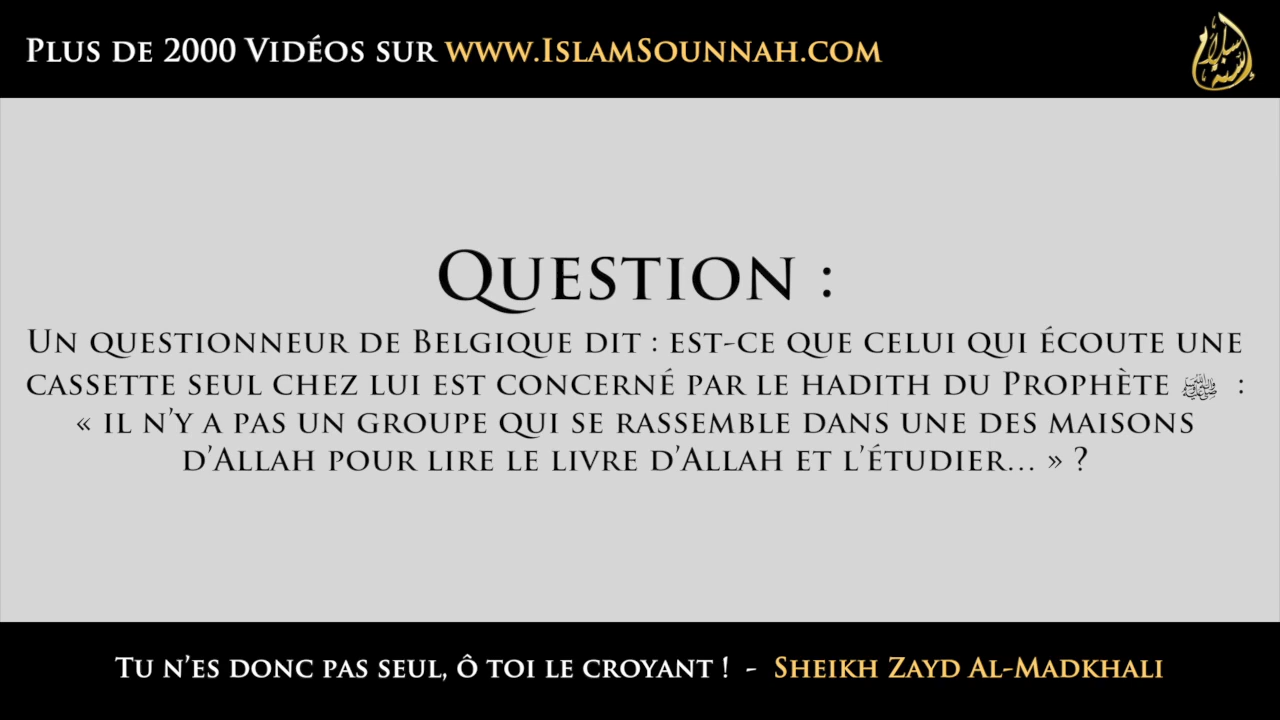 Plus de 2000 Vidéos sur www.IslamSounnah.com
Question :
Un questionneur de Belgique dit : est-ce que celui qui écoute une
cassette seul chez lui est concerné par le hadith du Prophète ﷺ :
« il n’y a pas un groupe qui se rassemble dans une des maisons
d’Allah pour lire le livre d’Allah et l’étudier… » ?
Tu n’es donc pas seul, ô toi le croyant ! - Sheikh Zayd Al-Madkhali